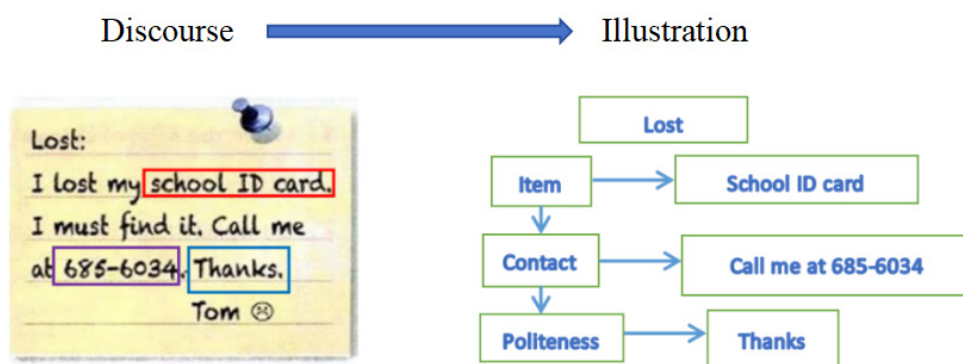 Discourse
Illustration
Lost:
I lost my school ID card.
I must find it. Call me
at 685-6034. Thanks.
Tom
Lost
Item
School ID card
Contact
Call me at 685-6034
Politeness
Thanks